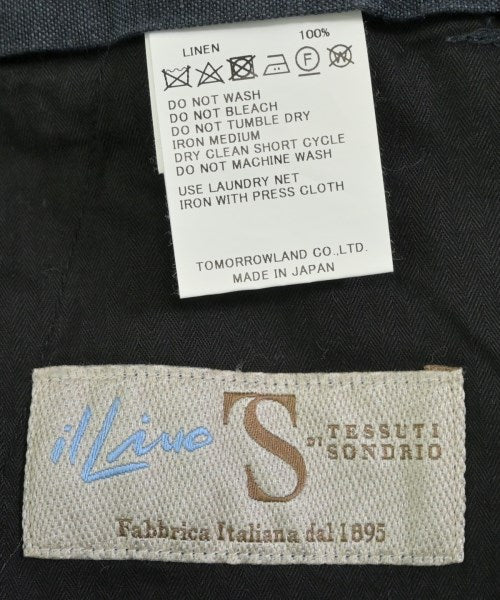 LINEN 100%
DO NOT WASH
DO NOT BLEACH
DO NOT TUMBLE DRY
IRON MEDIUM
DRY CLEAN SHORT CYCLE
DO NOT MACHINE WASH
USE LAUNDRY NET
IRON WITH PRESS CLOTH
TOMORROWLAND CO.,LTD.
MADE IN JAPAN
il Lino
TS DI TESSUTI
SONDRIO
Fabbrica Italiana dal 1895